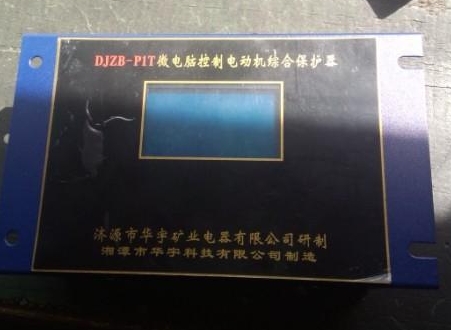 DJZB-P1T微电脑控制电动机综合保护器
济源市华宇矿业电器有限公司研制
湘潭市华宇科技有限公司制造